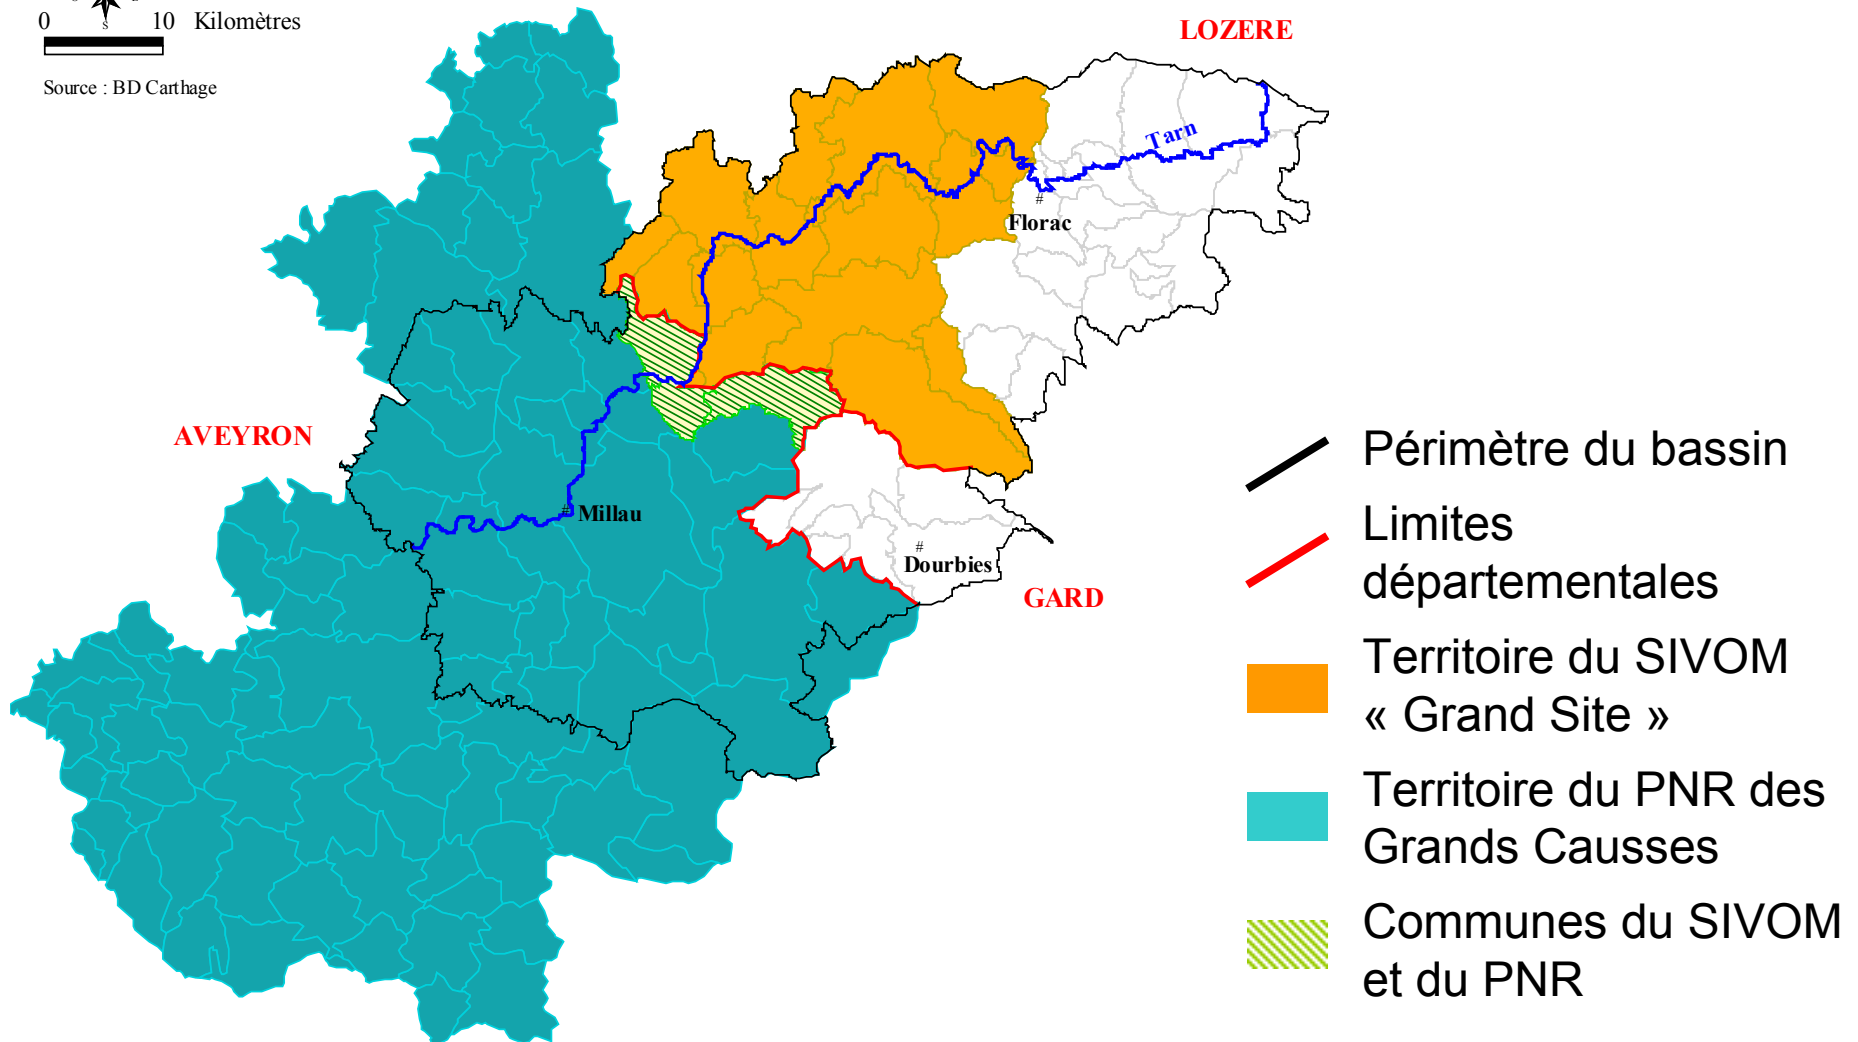 0 10 Kilomètres
S
Source : BD Carthage
LOZERE
Tarn
Florac
AVEYRON
Millau
Dourbies
GARD
Périmètre du bassin
Limites
départementales
Territoire du SIVOM
« Grand Site »
Territoire du PNR des
Grands Causses
Communes du SIVOM
et du PNR